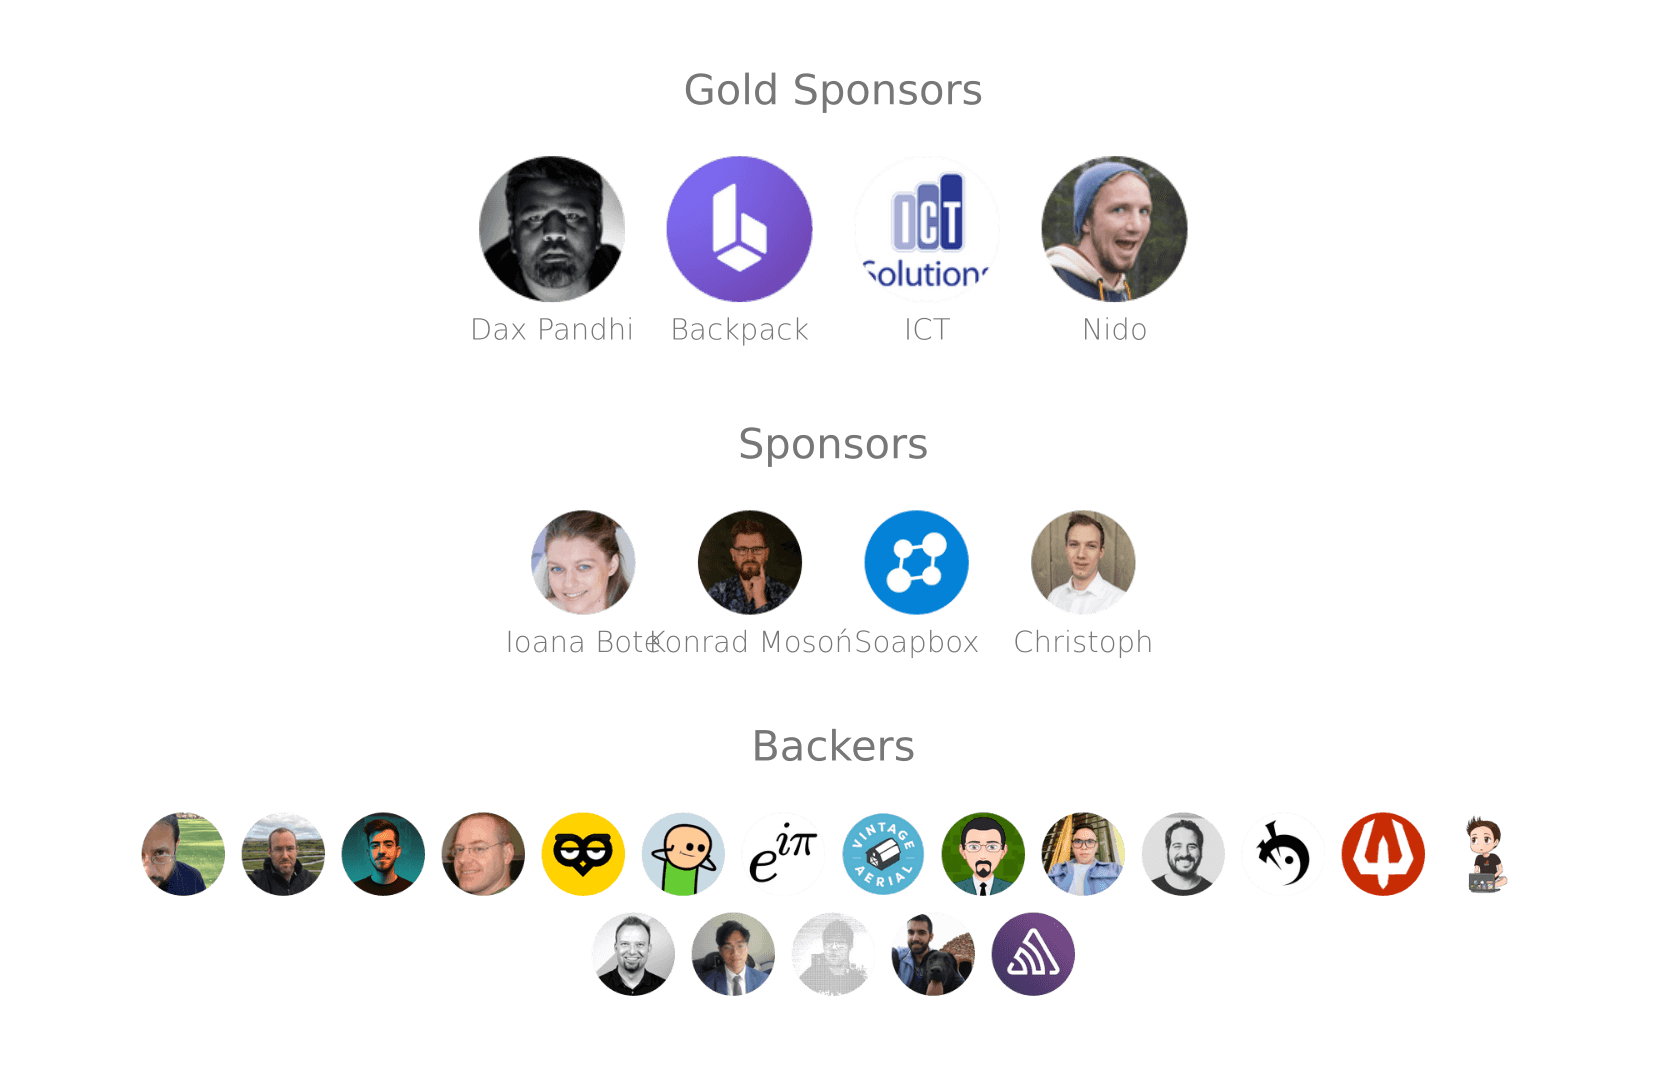 Gold Sponsors
ICT
Solutions
Dax Pandhi Backpack ICT Nido
Sponsors
Ioana Bote Konrad Mosoń Soapbox Christoph
Backers
e^iπ
VINTAGE
AERIAL